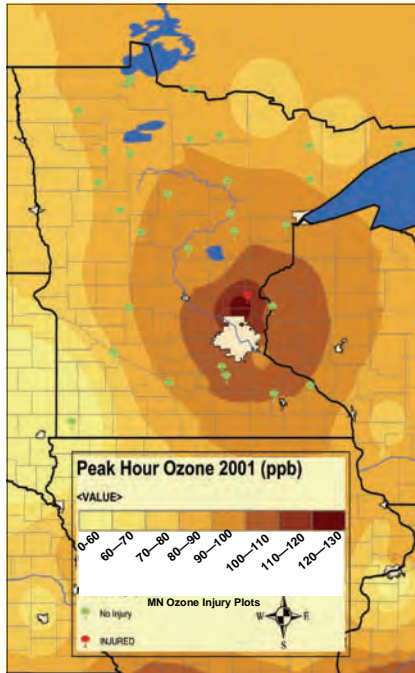 Peak Hour Ozone 2001 (ppb)
<VALUE>
0-60 60—70 70—80 80—90 90—100 100—110 110—120 120—130
MN Ozone Injury Plots
No Injury
INJURED
N
W E
S